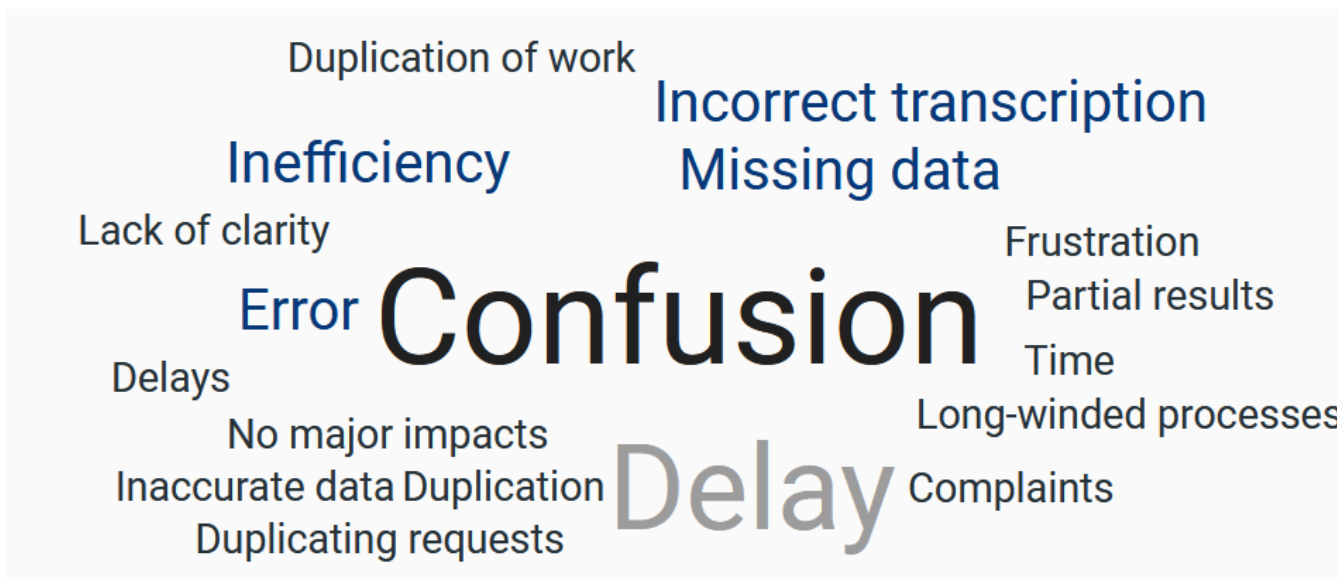 Duplication of work
Incorrect transcription
Inefficiency
Missing data
Lack of clarity
Frustration
Error
Confusion
Partial results
Time
Delays
Long-winded processes
No major impacts
Inaccurate data
Duplication
Delay
Complaints
Duplicating requests